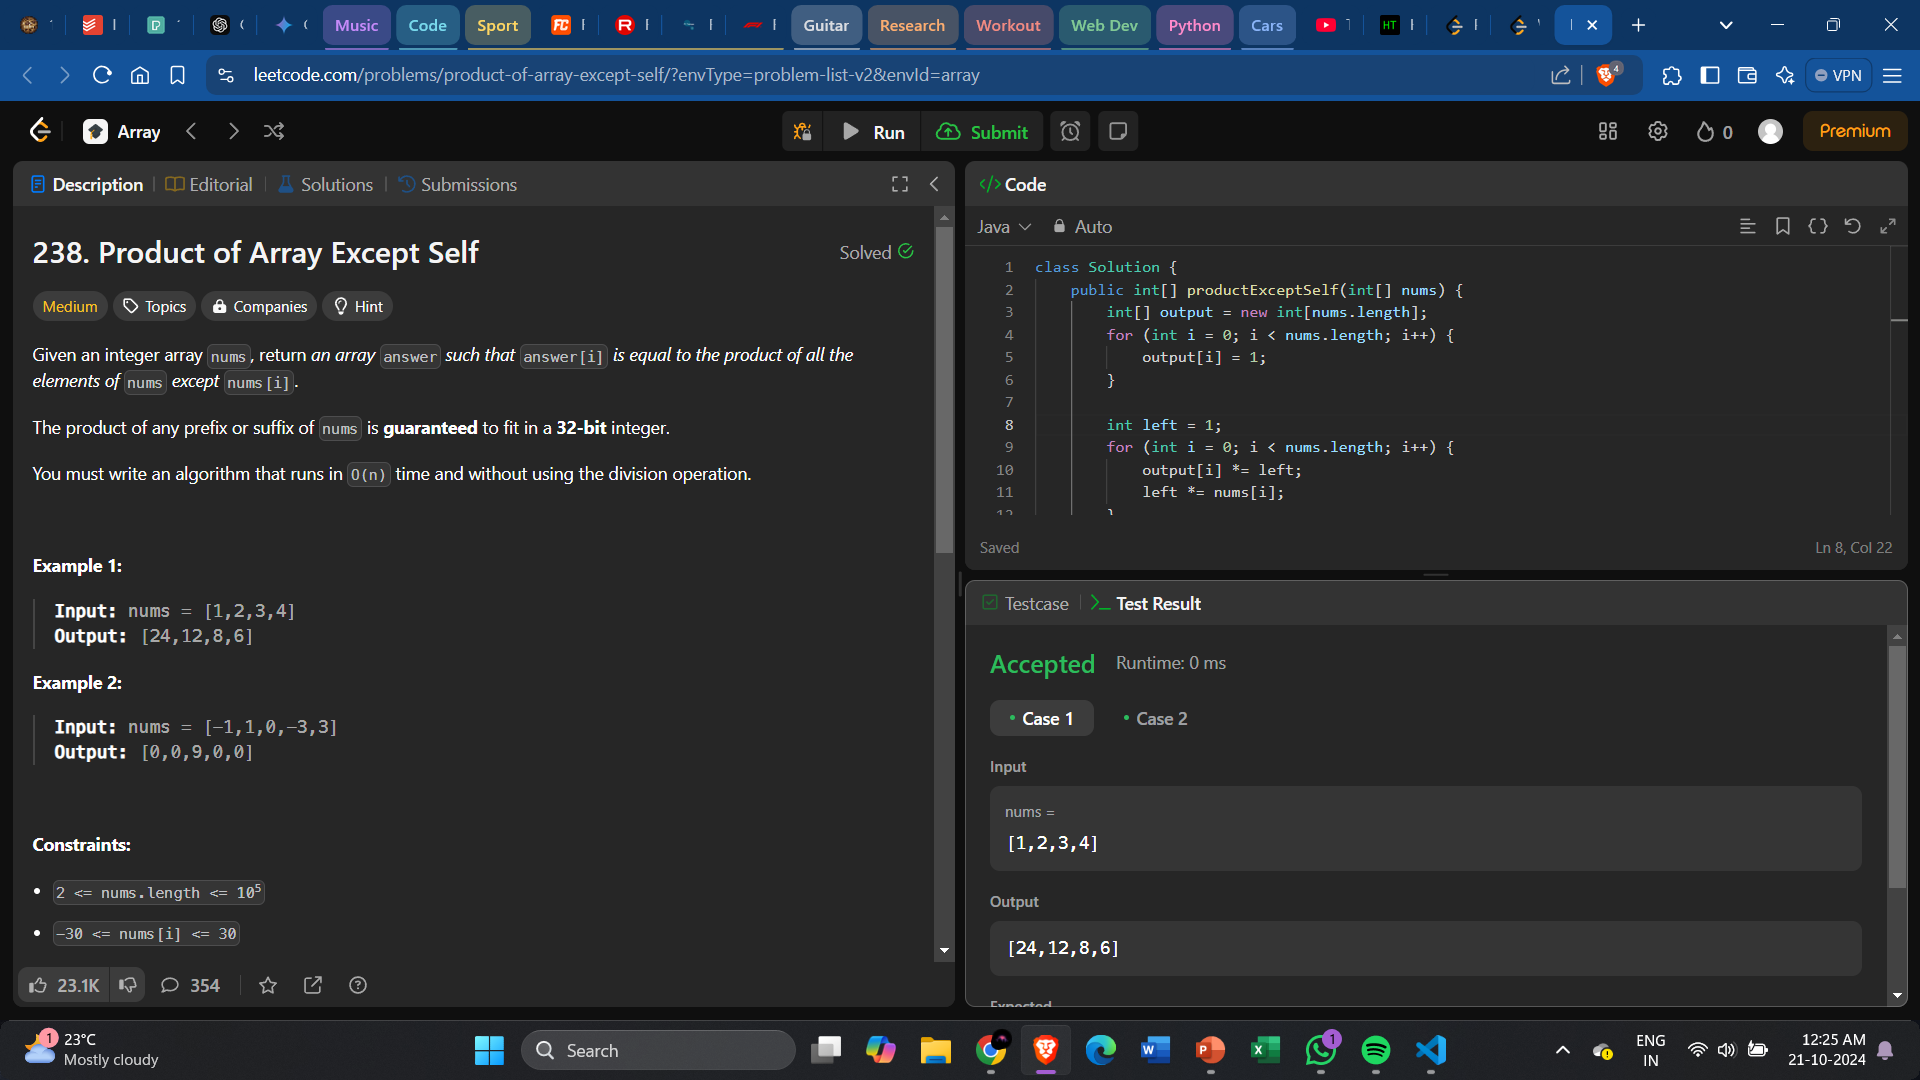 Music
Code
Sport
Guitar
Research
Workout
Web Dev
Python
Cars
leetcode.com/problems/product-of-array-except-self/?envType=problem-list-v2&envId=array
4
VPN
Array
Run
Submit
0
Premium
Description
Editorial
Solutions
Submissions
238. Product of Array Except Self
Solved
Medium
Topics
Companies
Hint
Given an integer array nums, return an array answer such that answer[i] is equal to the product of all the
elements of nums except nums[i].
The product of any prefix or suffix of nums is guaranteed to fit in a 32-bit integer.
You must write an algorithm that runs in O(n) time and without using the division operation.
Example 1:
Input: nums = [1,2,3,4]
Output: [24,12,8,6]
Example 2:
Input: nums = [-1,1,0,-3,3]
Output: [0,0,9,0,0]
Constraints:
• 2 <= nums.length <= 10⁵
• -30 <= nums[i] <= 30
23.1K
354
</> Code
Java
Auto
1 class Solution {
2 public int[] productExceptSelf(int[] nums) {
3 int[] output = new int[nums.length];
4 for (int i = 0; i < nums.length; i++) {
5 output[i] = 1;
6 }
7
8 int left = 1;
9 for (int i = 0; i < nums.length; i++) {
10 output[i] *= left;
11 left *= nums[i];
12 }
Saved
Ln 8, Col 22
Testcase
Test Result
Accepted
Runtime: 0 ms
• Case 1
• Case 2
Input
nums =
[1,2,3,4]
Output
[24,12,8,6]
Expected
1
23°C
Mostly cloudy
Search
1
ENG
IN
12:25 AM
21-10-2024